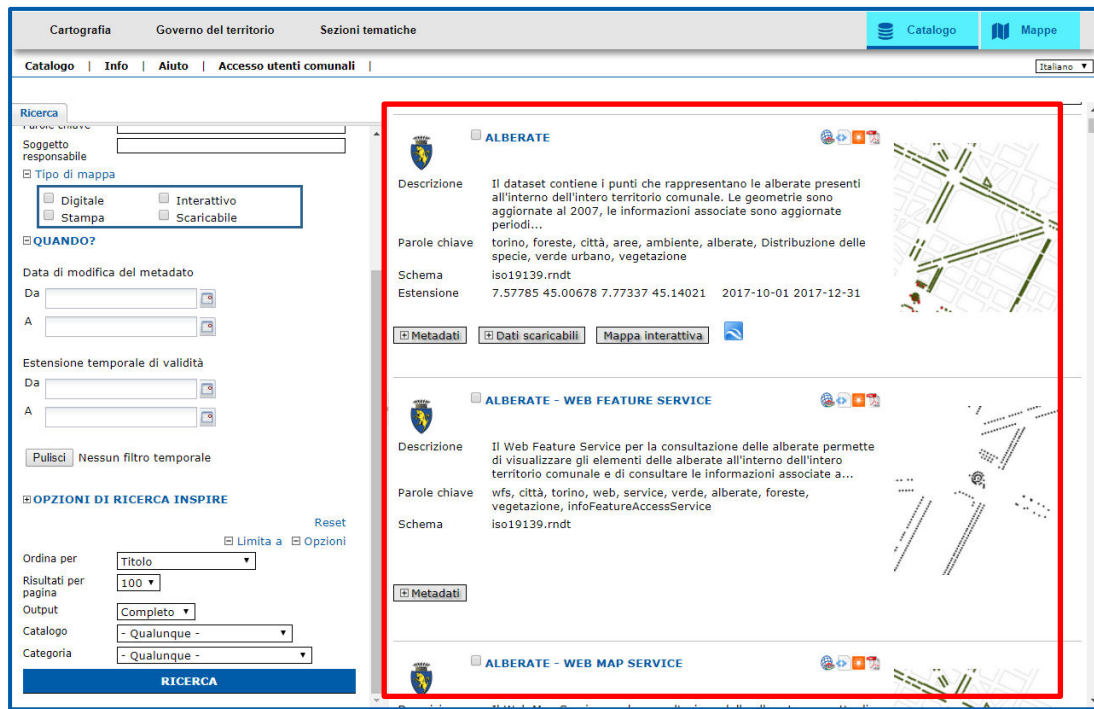 Cartografia Governo del territorio Sezioni tematiche Catalogo Mappe
Catalogo | Info | Aiuto | Accesso utenti comunali |
Italiano
Ricerca
Parole chiave
Soggetto
responsabile
Tipo di mappa
Digitale Interattivo
Stampa Scaricabile
QUANDO?
Data di modifica del metadato
Da
A
Estensione temporale di validità
Da
A
Pulisci Nessun filtro temporale
OPZIONI DI RICERCA INSPIRE
Reset
Limita a Opzioni
Ordina per Titolo
Risultati per
pagina 100
Output Completo
Catalogo - Qualunque -
Categoria - Qualunque -
RICERCA
ALBERATE
Descrizione Il dataset contiene i punti che rappresentano le alberate presenti
all'interno dell'intero territorio comunale. Le geometrie sono
aggiornate al 2007, le informazioni associate sono aggiornate
periodi...
Parole chiave torino, foreste, città, aree, ambiente, alberate, Distribuzione delle
specie, verde urbano, vegetazione
Schema iso19139.rndt
Estensione 7.57785 45.00678 7.77337 45.14021 2017-10-01 2017-12-31
Metadati Dati scaricabili Mappa interattiva
ALBERATE - WEB FEATURE SERVICE
Descrizione Il Web Feature Service per la consultazione delle alberate permette
di visualizzare gli elementi delle alberate all'interno dell'intero
territorio comunale e di consultare le informazioni associate a...
Parole chiave wfs, città, torino, web, service, verde, alberate, foreste,
vegetazione, infoFeatureAccessService
Schema iso19139.rndt
Metadati
ALBERATE - WEB MAP SERVICE